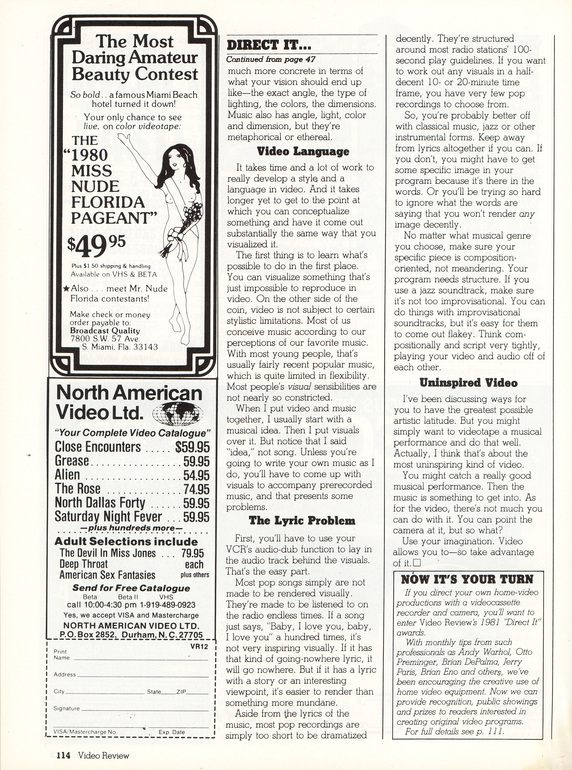 The Most
Daring Amateur
Beauty Contest
So bold . . a famous Miami Beach
hotel turned it down!
Your only chance to see
live, on color videotape:
THE
"1980
MISS
NUDE
FLORIDA
PAGEANT"
$49.95
Plus $1.50 shipping & handling
Available on VHS & BETA
★Also . . . meet Mr. Nude
Florida contestants!
Make check or money
order payable to:
Broadcast Quality
7800 S.W. 57 Ave.
S. Miami, Fla. 33143
North American
Video Ltd.
"Your Complete Video Catalogue"
Close Encounters ..... $59.95
Grease .............. 59.95
Alien ............... 54.95
The Rose ............ 74.95
North Dallas Forty .... 59.95
Saturday Night Fever ... 59.95
.....—plus hundreds more—.....
Adult Selections include
The Devil In Miss Jones ... 79.95
Deep Throat each
American Sex Fantasies plus others
Send for Free Catalogue
Beta Beta II VHS
call 10:00-4:30 pm 1-919-489-0923
Yes, we accept VISA and Mastercharge
NORTH AMERICAN VIDEO LTD.
P.O. Box 2852, Durham, N.C. 27705
VR12
Print
Name
Address
City State ZIP
Signature
VISA/Mastercharge No Exp. Date
DIRECT IT...
Continued from page 47
much more concrete in terms of
what your vision should end up
like—the exact angle, the type of
lighting, the colors, the dimensions.
Music also has angle, light, color
and dimension, but they're
metaphorical or ethereal.
Video Language
It takes time and a lot of work to
really develop a style and a
language in video. And it takes
longer yet to get to the point at
which you can conceptualize
something and have it come out
substantially the same way that you
visualized it.
The first thing is to learn what's
possible to do in the first place.
You can visualize something that's
just impossible to reproduce in
video. On the other side of the
coin, video is not subject to certain
stylistic limitations. Most of us
conceive music according to our
perceptions of our favorite music.
With most young people, that's
usually fairly recent popular music,
which is quite limited in flexibility.
Most people's visual sensibilities are
not nearly so constricted.
When I put video and music
together, I usually start with a
musical idea. Then I put visuals
over it. But notice that I said
"idea," not song. Unless you're
going to write your own music as I
do, you'll have to come up with
visuals to accompany prerecorded
music, and that presents some
problems.
The Lyric Problem
First, you'll have to use your
VCR's audio-dub function to lay in
the audio track behind the visuals.
That's the easy part.
Most pop songs simply are not
made to be rendered visually.
They're made to be listened to on
the radio endless times. If a song
just says, "Baby, I love you, baby,
I love you" a hundred times, it's
not very inspiring visually. If it has
that kind of going-nowhere lyric, it
will go nowhere. But if it has a lyric
with a story or an interesting
viewpoint, it's easier to render than
something more mundane.
Aside from the lyrics of the
music, most pop recordings are
simply too short to be dramatized
decently. They're structured
around most radio stations' 100-
second play guidelines. If you want
to work out any visuals in a half-
decent 10- or 20-minute time
frame, you have very few pop
recordings to choose from.
So, you're probably better off
with classical music, jazz or other
instrumental forms. Keep away
from lyrics altogether if you can. If
you don't, you might have to get
some specific image in your
program because it's there in the
words. Or you'll be trying so hard
to ignore what the words are
saying that you won't render any
image decently.
No matter what musical genre
you choose, make sure your
specific piece is composition-
oriented, not meandering. Your
program needs structure. If you
use a jazz soundtrack, make sure
it's not too improvisational. You can
do things with improvisational
soundtracks, but it's easy for them
to come out flakey. Think com-
positionally and script very tightly,
playing your video and audio off of
each other.
Uninspired Video
I've been discussing ways for
you to have the greatest possible
artistic latitude. But you might
simply want to videotape a musical
performance and do that well.
Actually, I think that's about the
most uninspiring kind of video.
You might catch a really good
musical performance. Then the
music is something to get into. As
for the video, there's not much you
can do with it. You can point the
camera at it, but so what?
Use your imagination. Video
allows you to—so take advantage
of it.□
NOW IT'S YOUR TURN
If you direct your own home-video
productions with a videocassette
recorder and camera, you'll want to
enter Video Review's 1981 "Direct It"
awards.
With monthly tips from such
professionals as Andy Warhol, Otto
Preminger, Brian DePalma, Jerry
Paris, Brian Eno and others, we've
been encouraging the creative use of
home video equipment. Now we can
provide recognition, public showings
and prizes to readers interested in
creating original video programs.
For full details see p. 111.
114 Video Review